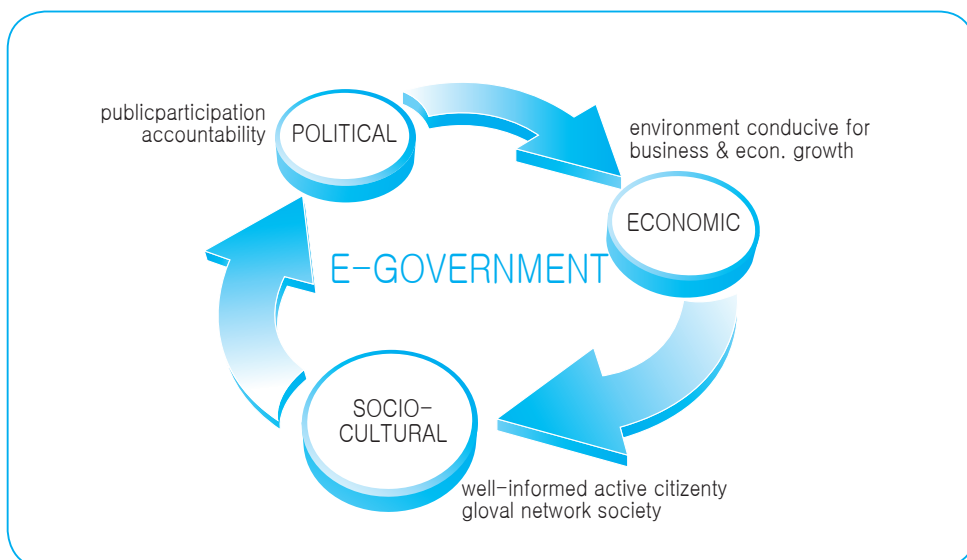 publicparticipation
accountability
POLITICAL
environment conducive for
business & econ. growth
ECONOMIC
E-GOVERNMENT
SOCIO-
CULTURAL
well-informed active citizenty
gloval network society